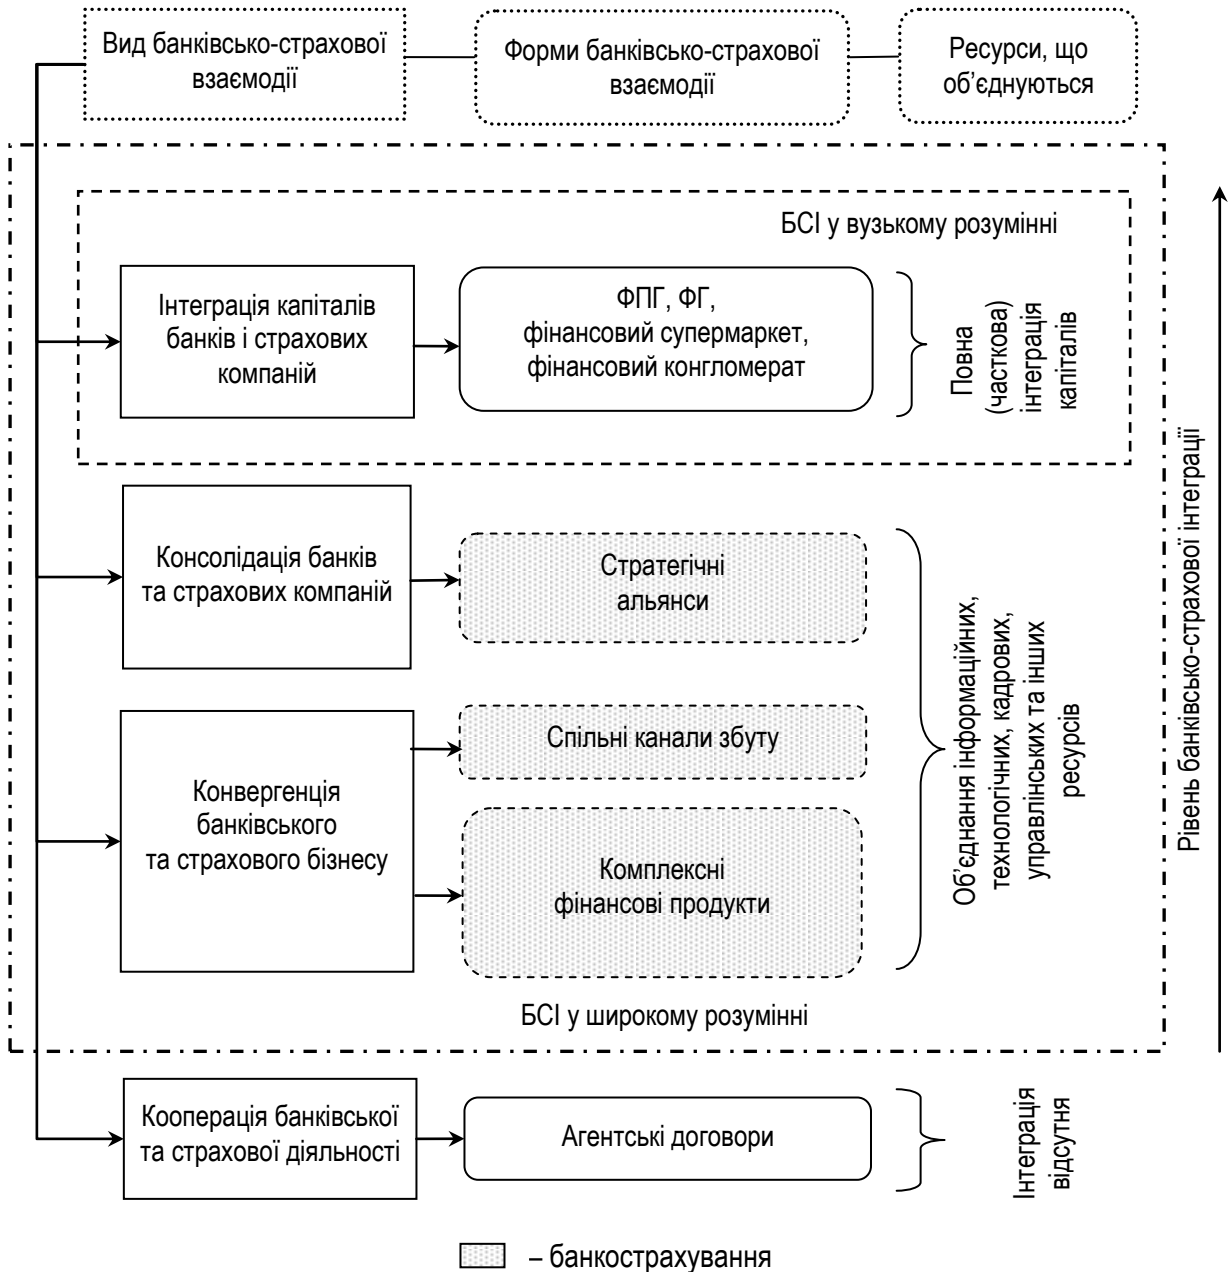 Вид банківсько-страхової
взаємодії
Форми банківсько-страхової
взаємодії
Ресурси, що
об’єднуються
БСІ у вузькому розумінні
Інтеграція капіталів
банків і страхових
компаній
ФПГ, ФГ,
фінансовий супермаркет,
фінансовий конгломерат
Повна
(часткова)
інтеграція
капіталів
Консолідація банків
та страхових компаній
Стратегічні
альянси
Конвергенція
банківського
та страхового бізнесу
Спільні канали збуту
Комплексні
фінансові продукти
Об’єднання інформаційних,
технологічних, кадрових,
управлінських та інших
ресурсів
БСІ у широкому розумінні
Рівень банківсько-страхової інтеграції
Кооперація банківської
та страхової діяльності
Агентські договори
Інтеграція
відсутня
– банкострахування